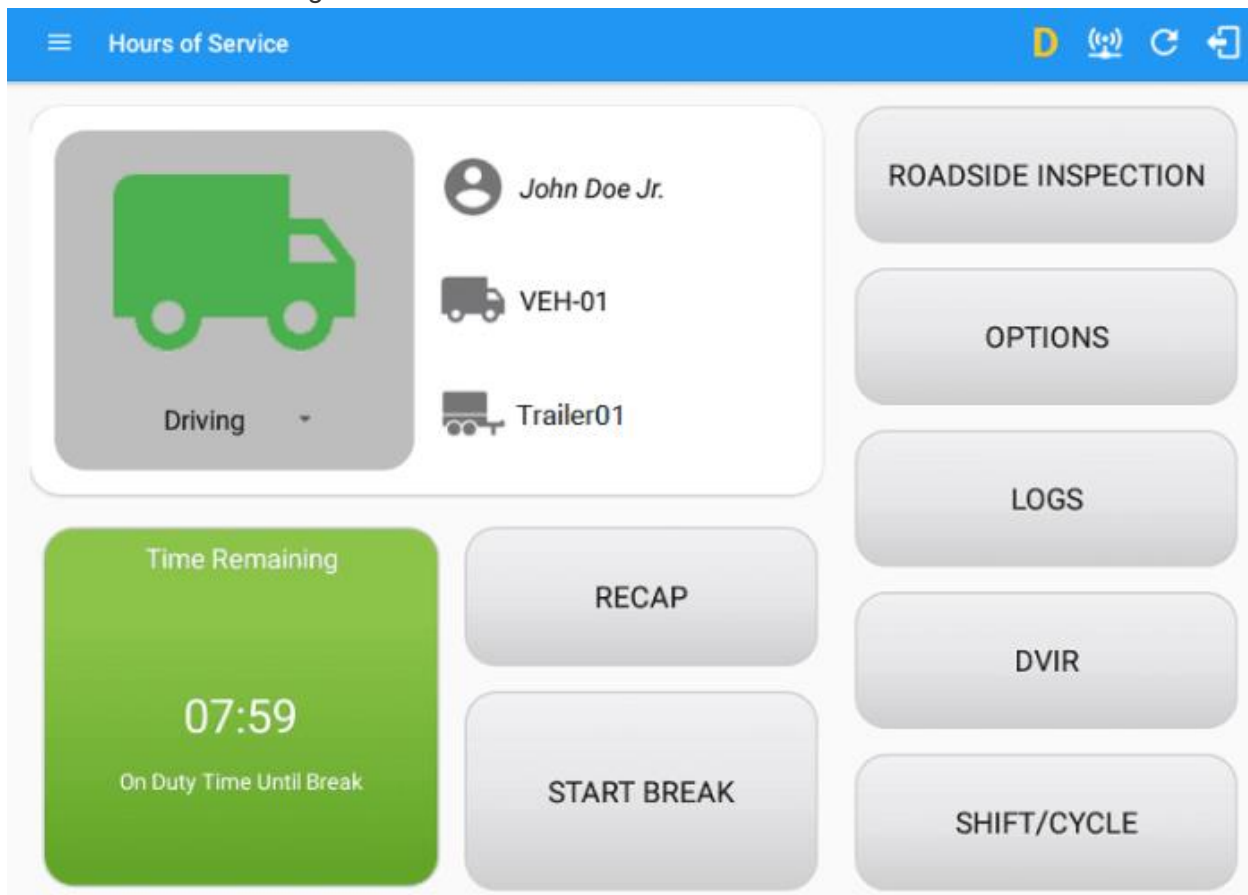 Hours of Service
D
John Doe Jr.
VEH-01
Trailer01
Driving
ROADSIDE INSPECTION
OPTIONS
LOGS
DVIR
SHIFT/CYCLE
Time Remaining
07:59
On Duty Time Until Break
RECAP
START BREAK